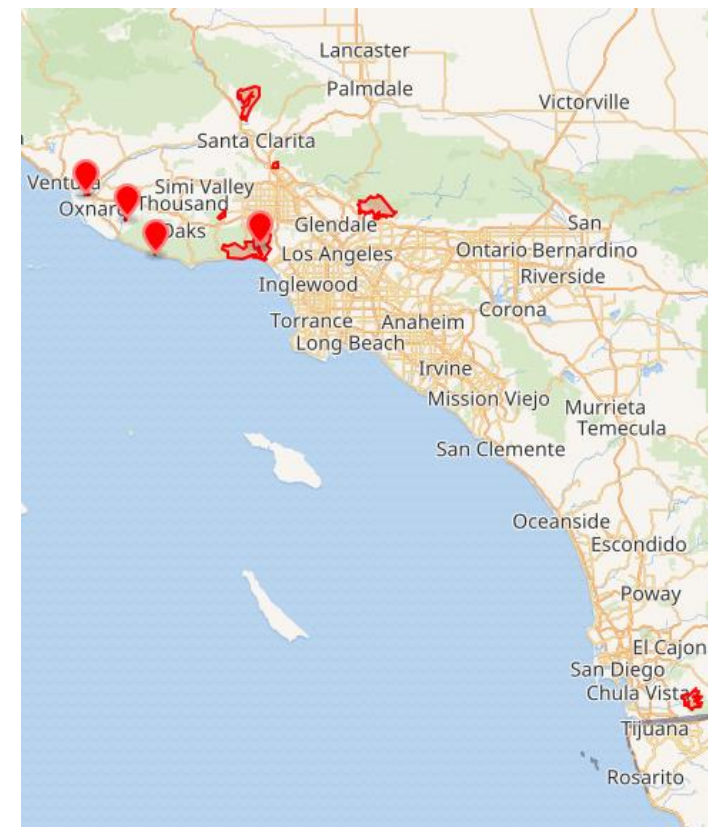 Lancaster
Palmdale
Victorville
Santa Clarita
Ventura
Simi Valley
Oxnard
Thousand
Oaks
Glendale
San
Bernardino
Los Angeles
Ontario
Riverside
Inglewood
Corona
Torrance
Anaheim
Long Beach
Irvine
Mission Viejo
Murrieta
Temecula
San Clemente
Oceanside
Escondido
Poway
El Cajon
San Diego
Chula Vista
Tijuana
Rosarito